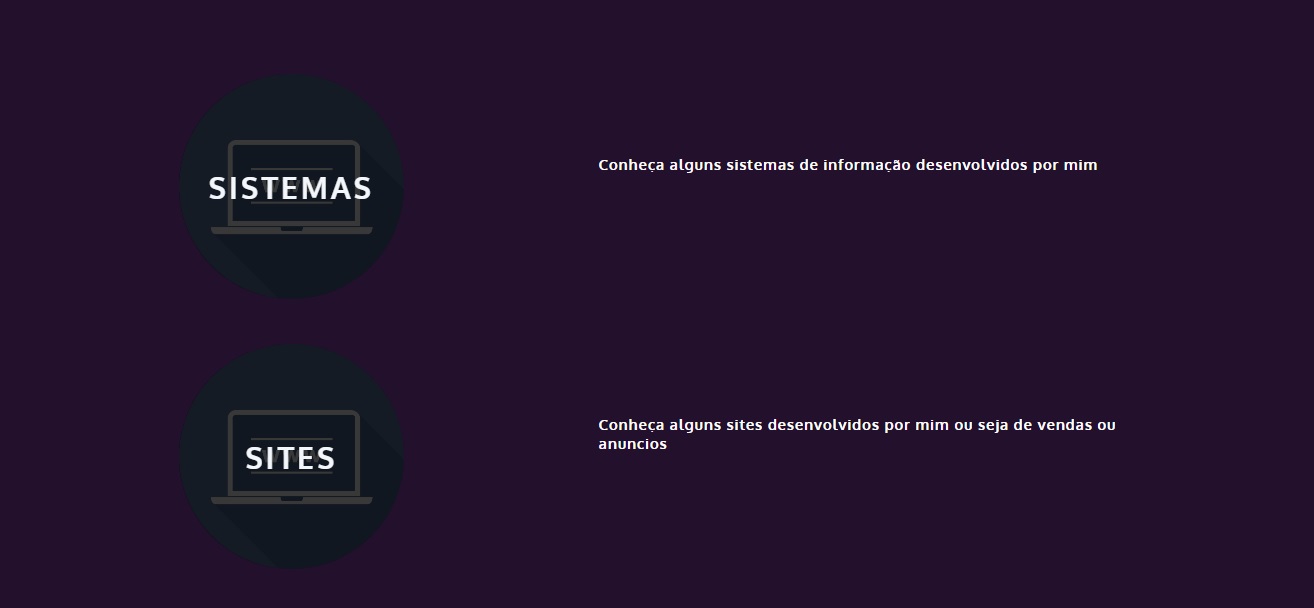 SISTEMAS
Conheça alguns sistemas de informação desenvolvidos por mim
SITES
Conheça alguns sites desenvolvidos por mim ou seja de vendas ou
anuncios